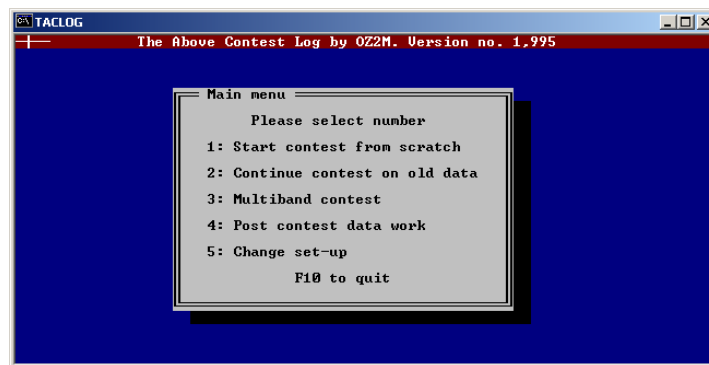 TACLOG
The Above Contest Log by OZ2M. Version no. 1,995
Main menu
Please select number
1: Start contest from scratch
2: Continue contest on old data
3: Multiband contest
4: Post contest data work
5: Change set-up
F10 to quit